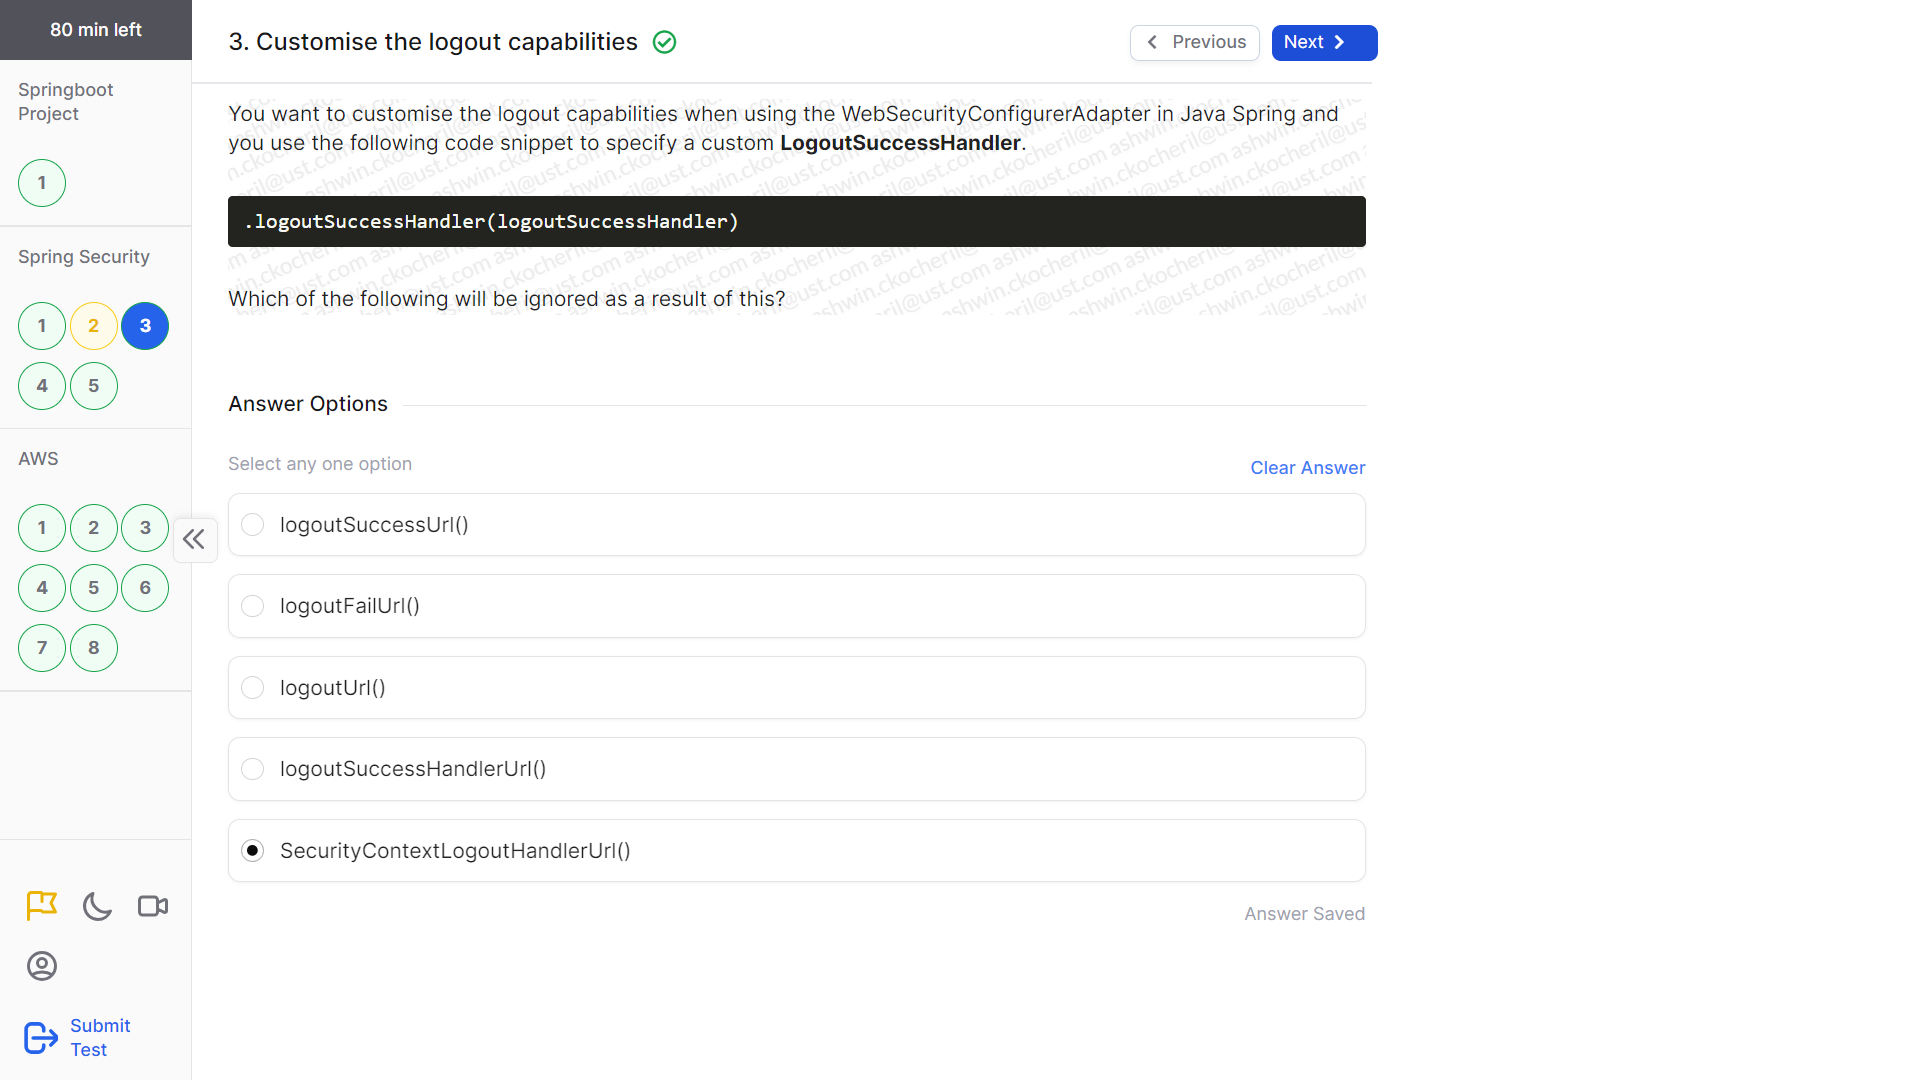 80 min left
3. Customise the logout capabilities
Previous
Next
Springboot
Project
1
Spring Security
1
2
3
4
5
AWS
1
2
3
4
5
6
7
8
Submit
Test
You want to customise the logout capabilities when using the WebSecurityConfigurerAdapter in Java Spring and
you use the following code snippet to specify a custom LogoutSuccessHandler.
.logoutSuccessHandler(logoutSuccessHandler)
Which of the following will be ignored as a result of this?
Answer Options
Select any one option
Clear Answer
logoutSuccessUrl()
logoutFailUrl()
logoutUrl()
logoutSuccessHandlerUrl()
SecurityContextLogoutHandlerUrl()
Answer Saved